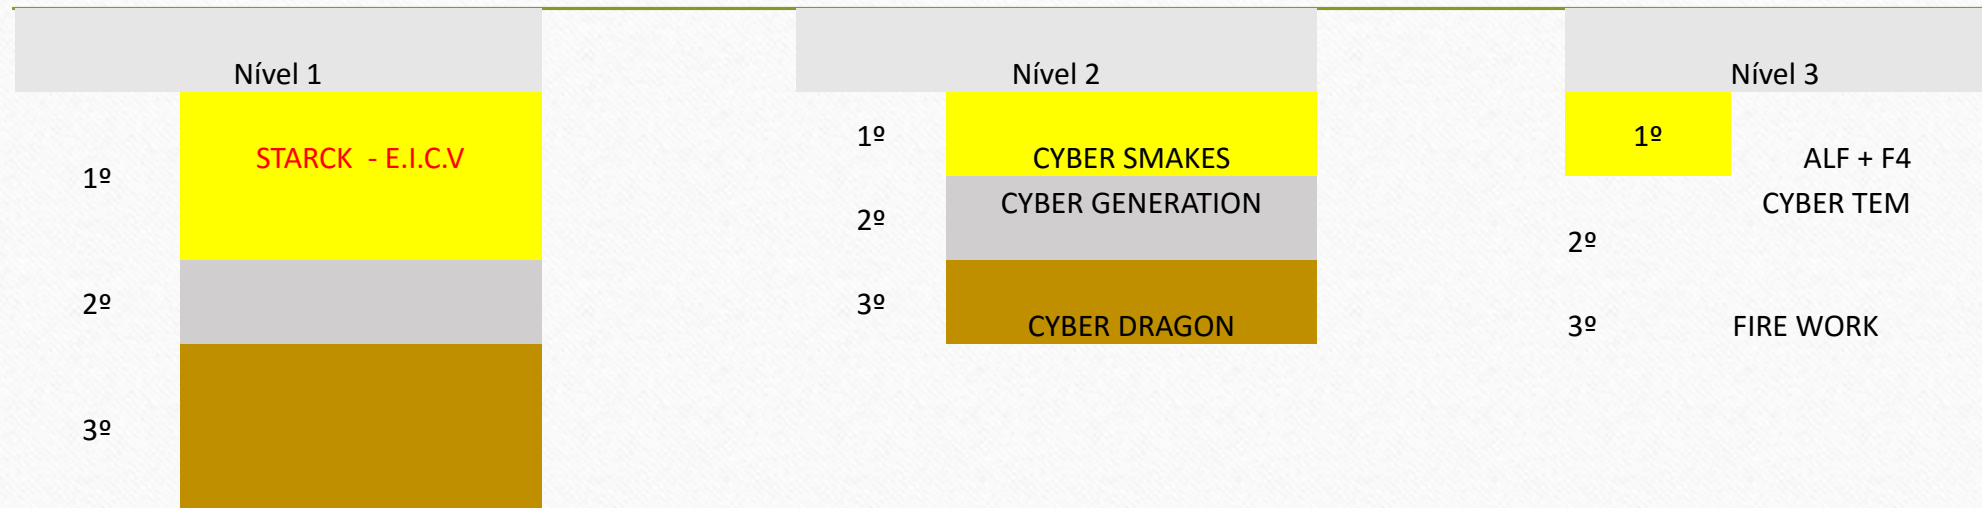 Nível 1
1º STARCK - E.I.C.V
2º
3º
Nível 2
1º CYBER SMAKES
2º CYBER GENERATION
3º CYBER DRAGON
Nível 3
1º ALF + F4
2º CYBER TEM
3º FIRE WORK